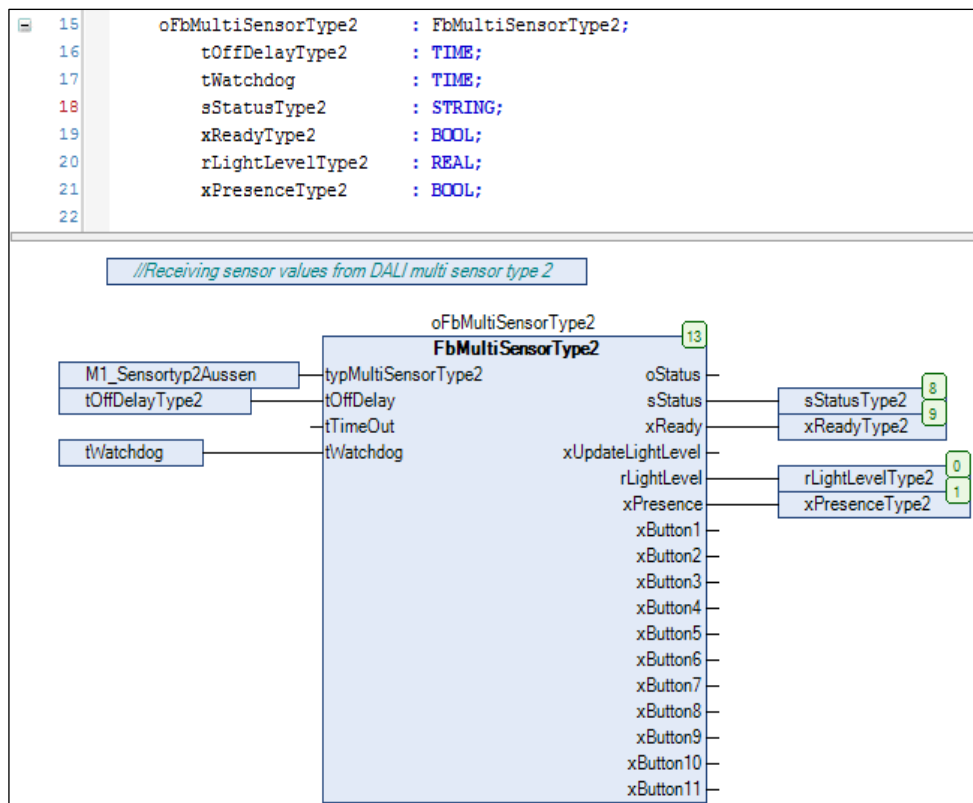 15 oFbMultiSensorType2 : FbMultiSensorType2;
16 tOffDelayType2 : TIME;
17 tWatchdog : TIME;
18 sStatusType2 : STRING;
19 xReadyType2 : BOOL;
20 rLightLevelType2 : REAL;
21 xPresenceType2 : BOOL;
22
//Receiving sensor values from DALI multi sensor type 2
oFbMultiSensorType2
13
FbMultiSensorType2
M1_Sensortyp2Aussen typMultiSensorType2 oStatus
8
tOffDelayType2 tOffDelay sStatus sStatusType2
9
tTimeOut xReady xReadyType2
tWatchdog tWatchdog xUpdateLightLevel
0
rLightLevel rLightLevelType2
1
xPresence xPresenceType2
xButton1
xButton2
xButton3
xButton4
xButton5
xButton6
xButton7
xButton8
xButton9
xButton10
xButton11